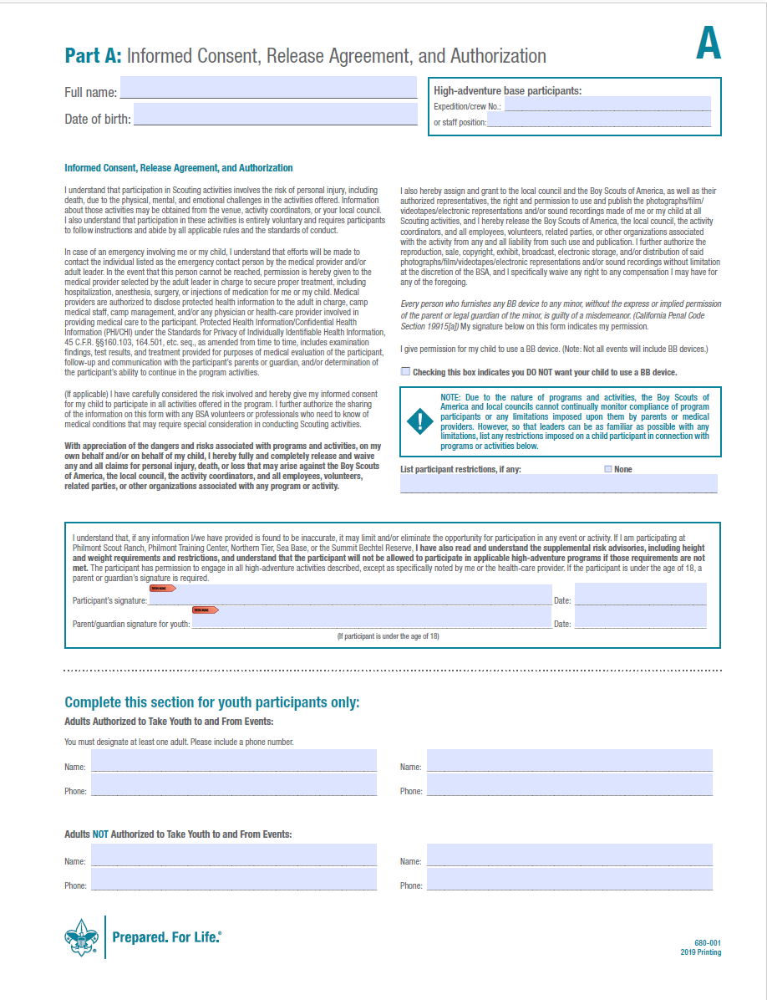 A
Part A: Informed Consent, Release Agreement, and Authorization
Full name:
Date of birth:
High-adventure base participants:
Expedition/crew No.:
or staff position:
Informed Consent, Release Agreement, and Authorization
I understand that participation in Scouting activities involves the risk of personal injury, including
death, due to the physical, mental, and emotional challenges in the activities offered. Information
about those activities may be obtained from the venue, activity coordinators, or your local council.
I also understand that participation in these activities is entirely voluntary and requires participants
to follow instructions and abide by all applicable rules and the standards of conduct.
In case of an emergency involving me or my child, I understand that efforts will be made to
contact the individual listed as the emergency contact person by the medical provider and/or
adult leader. In the event that this person cannot be reached, permission is hereby given to the
medical provider selected by the adult leader in charge to secure proper treatment, including
hospitalization, anesthesia, surgery, or injections of medication for me or my child. Medical
providers are authorized to disclose protected health information to the adult in charge, camp
medical staff, camp management, and/or any physician or health-care provider involved in
providing medical care to the participant. Protected Health Information/Confidential Health
Information (PHI/CHI) under the Standards for Privacy of Individually Identifiable Health Information,
45 C.F.R. §§160.103, 164.501, etc. seq., as amended from time to time, includes examination
findings, test results, and treatment provided for purposes of medical evaluation of the participant,
follow-up and communication with the participant's parents or guardian, and/or determination of
the participant's ability to continue in the program activities.
(If applicable) I have carefully considered the risk involved and hereby give my informed consent
for my child to participate in all activities offered in the program. I further authorize the sharing
of the information on this form with any BSA volunteers or professionals who need to know of
medical conditions that may require special consideration in conducting Scouting activities.
With appreciation of the dangers and risks associated with programs and activities, on my
own behalf and/or on behalf of my child, I hereby fully and completely release and waive
any and all claims for personal injury, death, or loss that may arise against the Boy Scouts
of America, the local council, the activity coordinators, and all employees, volunteers,
related parties, or other organizations associated with any program or activity.
I also hereby assign and grant to the local council and the Boy Scouts of America, as well as their
authorized representatives, the right and permission to use and publish the photographs/film/
videotapes/electronic representations and/or sound recordings made of me or my child at all
Scouting activities, and I hereby release the Boy Scouts of America, the local council, the activity
coordinators, and all employees, volunteers, related parties, or other organizations associated
with the activity from any and all liability from such use and publication. I further authorize the
reproduction, sale, copyright, exhibit, broadcast, electronic storage, and/or distribution of said
photographs/film/videotapes/electronic representations and/or sound recordings without limitation
at the discretion of the BSA, and I specifically waive any right to any compensation I may have for
any of the foregoing.
Every person who furnishes any BB device to any minor, without the express or implied permission
of the parent or legal guardian of the minor, is guilty of a misdemeanor. (California Penal Code
Section 19915[a]) My signature below on this form indicates my permission.
I give permission for my child to use a BB device. (Note: Not all events will include BB devices.)
Checking this box indicates you DO NOT want your child to use a BB device.
NOTE: Due to the nature of programs and activities, the Boy Scouts of
America and local councils cannot continually monitor compliance of program
participants or any limitations imposed upon them by parents or medical
providers. However, so that leaders can be as familiar as possible with any
limitations, list any restrictions imposed on a child participant in connection with
programs or activities below.
List participant restrictions, if any: None
I understand that, if any information I/we have provided is found to be inaccurate, it may limit and/or eliminate the opportunity for participation in any event or activity. If I am participating at
Philmont Scout Ranch, Philmont Training Center, Northern Tier, Sea Base, or the Summit Bechtel Reserve, I have also read and understand the supplemental risk advisories, including height
and weight requirements and restrictions, and understand that the participant will not be allowed to participate in applicable high-adventure programs if those requirements are not
met. The participant has permission to engage in all high-adventure activities described, except as specifically noted by me or the health-care provider. If the participant is under the age of 18, a
parent or guardian's signature is required.
Participant's signature: Date:
Parent/guardian signature for youth: Date:
(If participant is under the age of 18)
Complete this section for youth participants only:
Adults Authorized to Take Youth to and From Events:
You must designate at least one adult. Please include a phone number.
Name: Name:
Phone: Phone:
Adults NOT Authorized to Take Youth to and From Events:
Name: Name:
Phone: Phone:
Prepared. For Life.®
680-001
2019 Printing